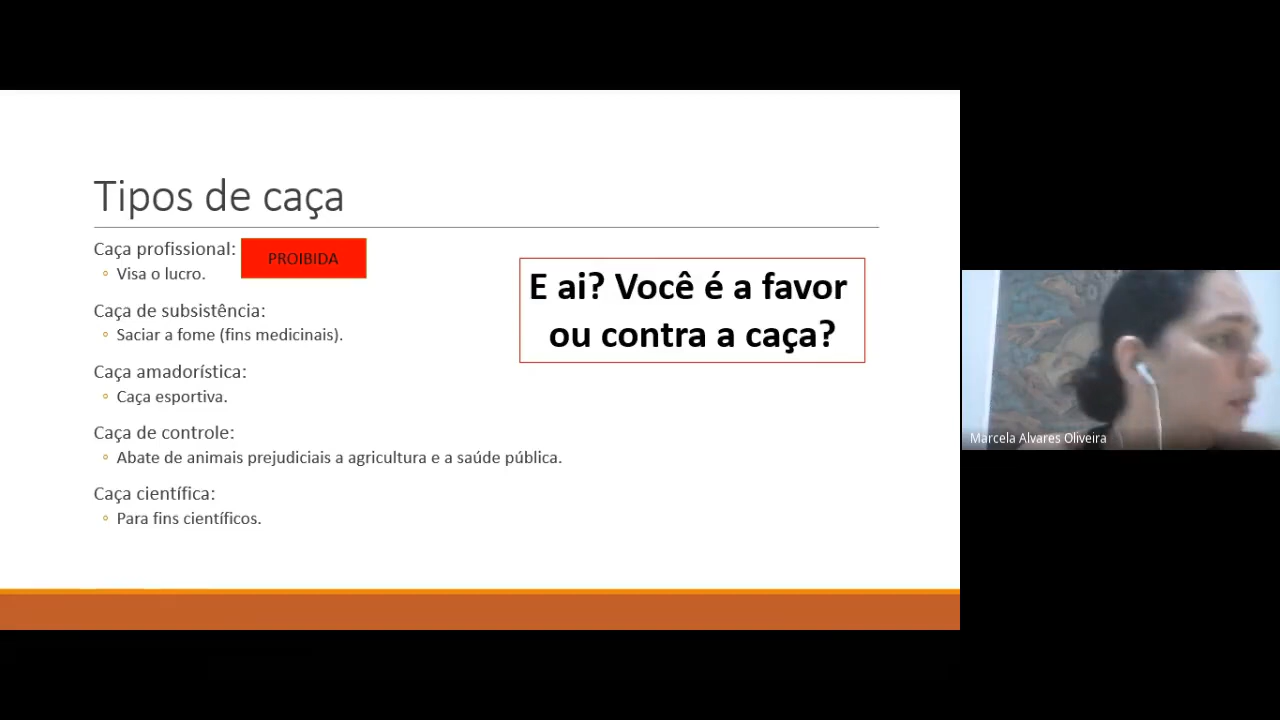 Tipos de caça
Caça profissional:
PROIBIDA
Visa o lucro.
Caça de subsistência:
Saciar a fome (fins medicinais).
Caça amadorística:
Caça esportiva.
Caça de controle:
Abate de animais prejudiciais a agricultura e a saúde pública.
Caça científica:
Para fins científicos.
E ai? Você é a favor
ou contra a caça?
Marcela Alvares Oliveira